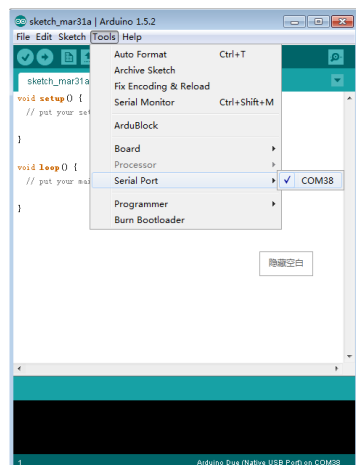 sketch_mar31a | Arduino 1.5.2
File Edit Sketch Tools Help
sketch_mar31a
Auto Format Ctrl+T
Archive Sketch
Fix Encoding & Reload
Serial Monitor Ctrl+Shift+M
ArduBlock
Board
Processor
Serial Port
COM38
Programmer
Burn Bootloader
void setup() {
// put your set
}
void loop() {
// put your mai
}
隐藏空白
1
Arduino Due (Native USB Port) on COM38